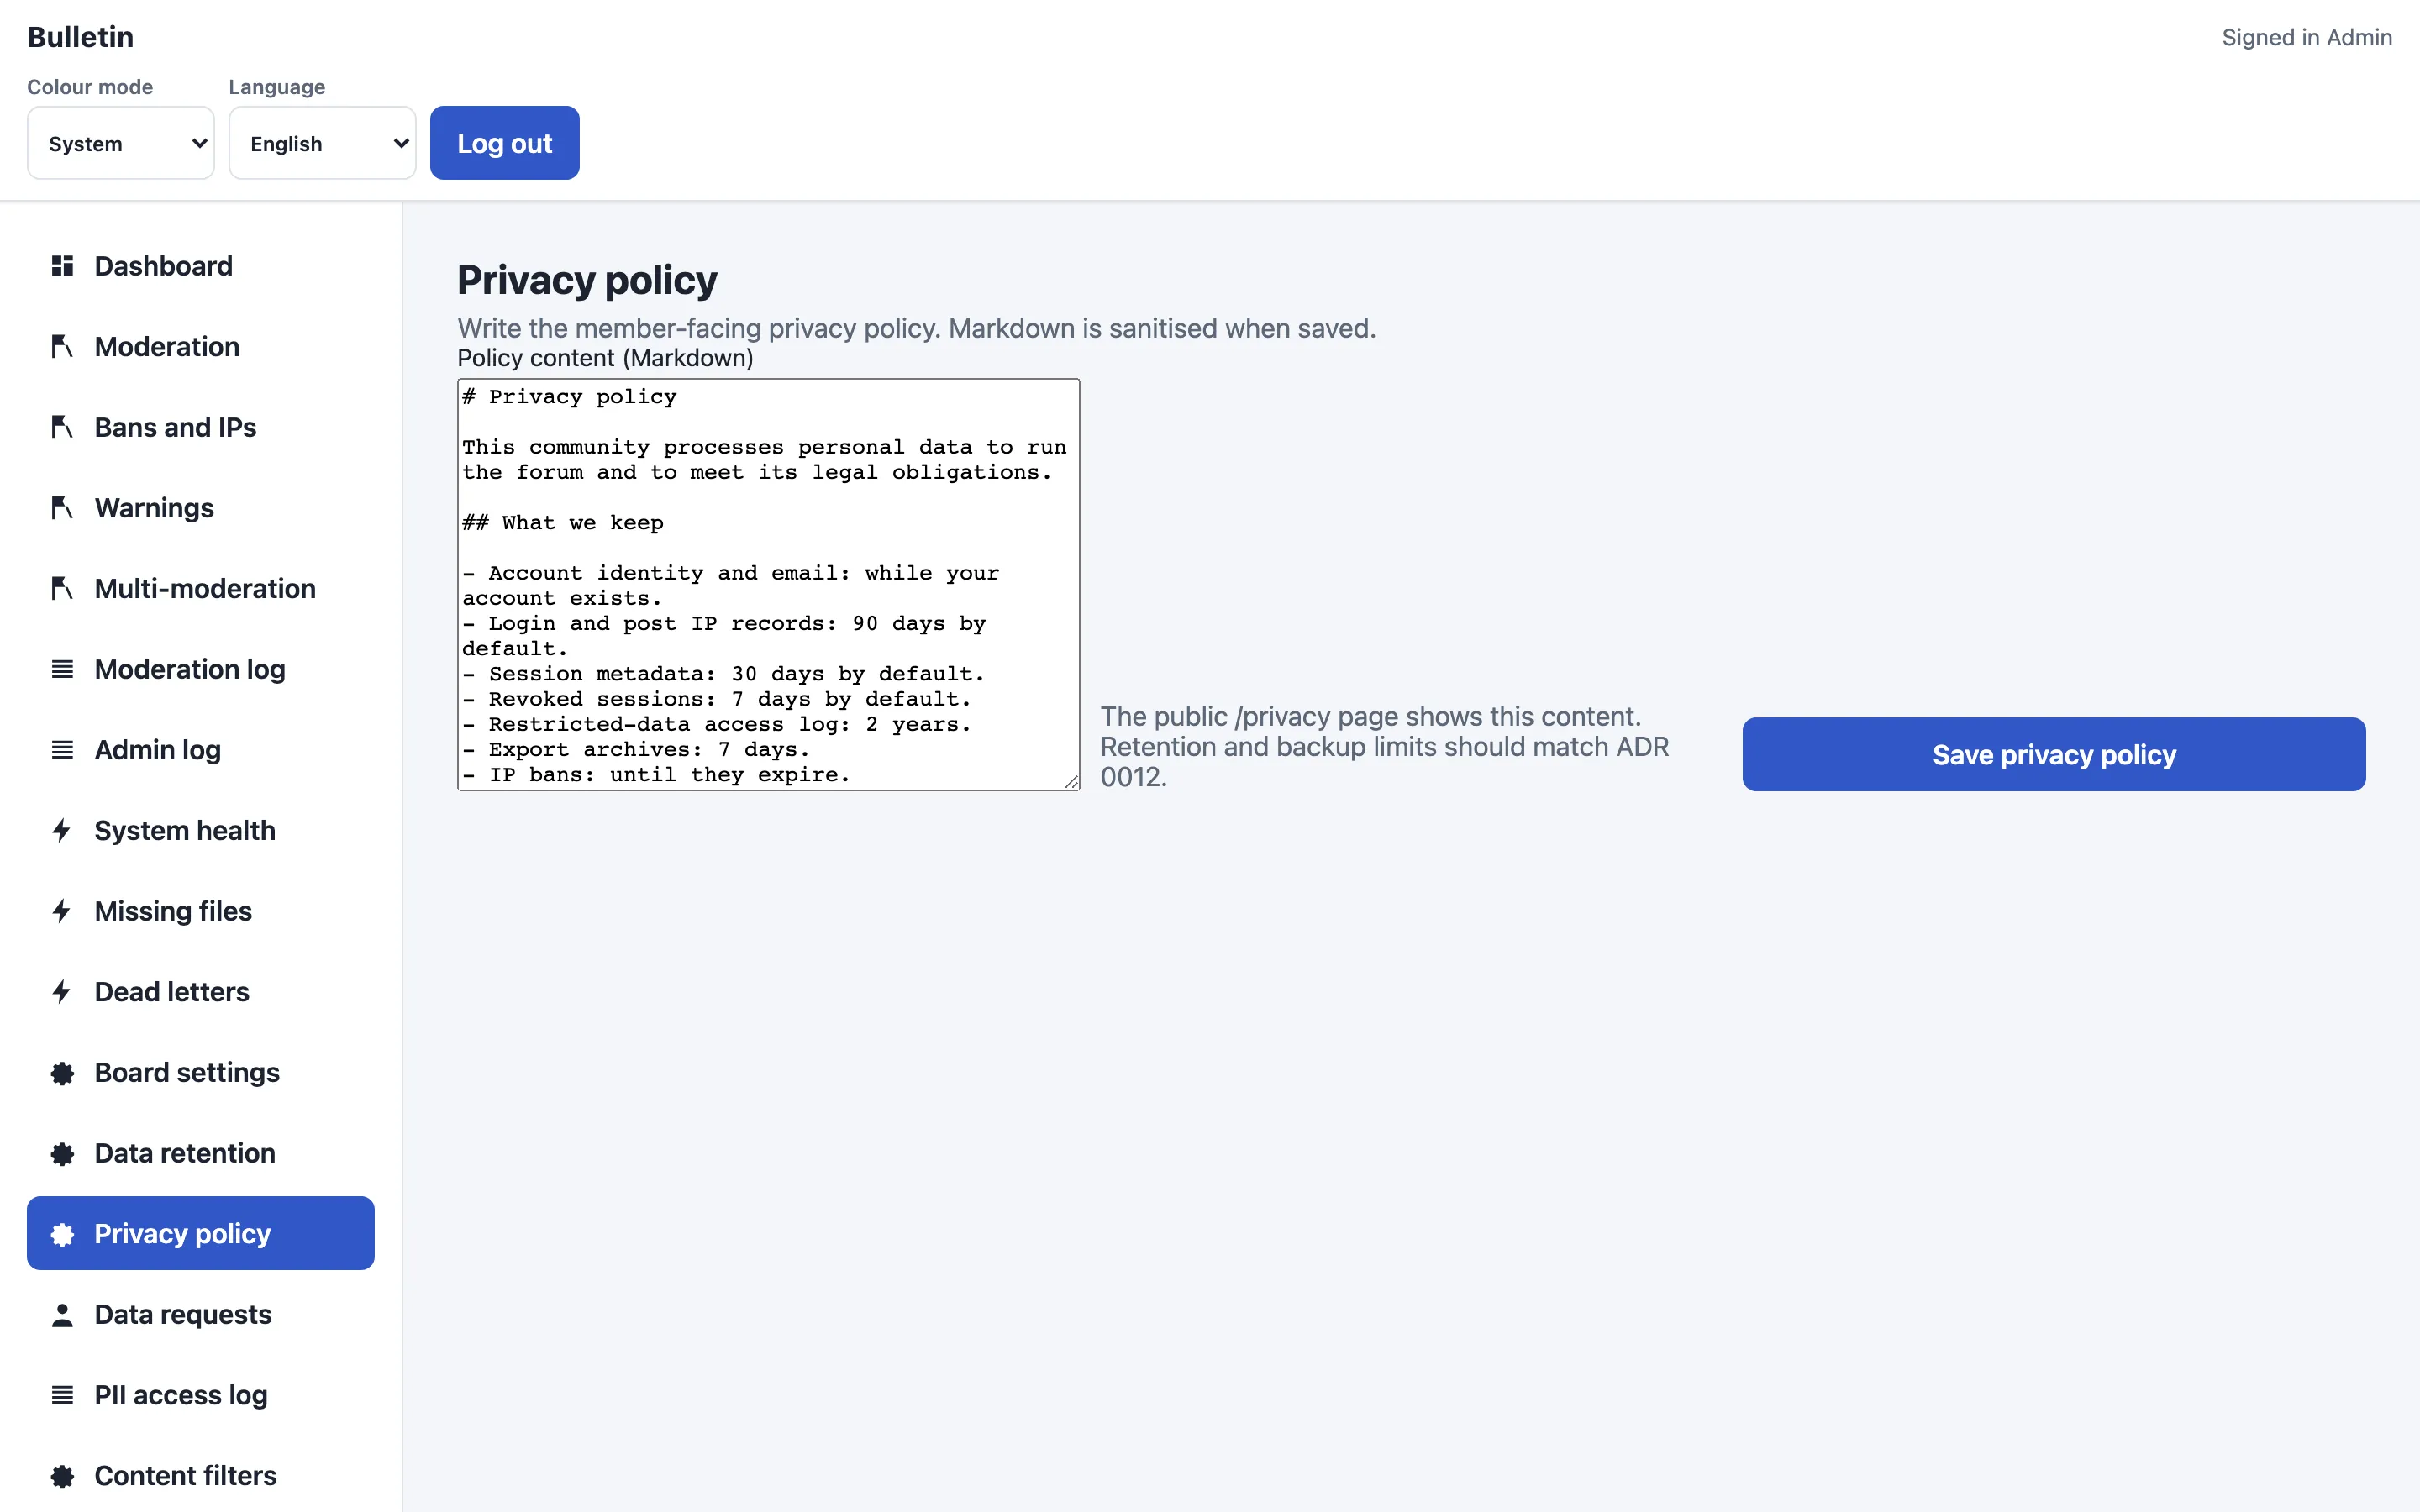 Bulletin
Signed in Admin
Colour mode
Language
System
English
Log out
Dashboard
Moderation
Bans and IPs
Warnings
Multi-moderation
Moderation log
Admin log
System health
Missing files
Dead letters
Board settings
Data retention
Privacy policy
Data requests
PII access log
Content filters
Privacy policy
Write the member-facing privacy policy. Markdown is sanitised when saved.
Policy content (Markdown)
# Privacy policy
This community processes personal data to run
the forum and to meet its legal obligations.
## What we keep
- Account identity and email: while your
account exists.
- Login and post IP records: 90 days by
default.
- Session metadata: 30 days by default.
- Revoked sessions: 7 days by default.
- Restricted-data access log: 2 years.
- Export archives: 7 days.
- IP bans: until they expire.
The public /privacy page shows this content.
Retention and backup limits should match ADR
0012.
Save privacy policy